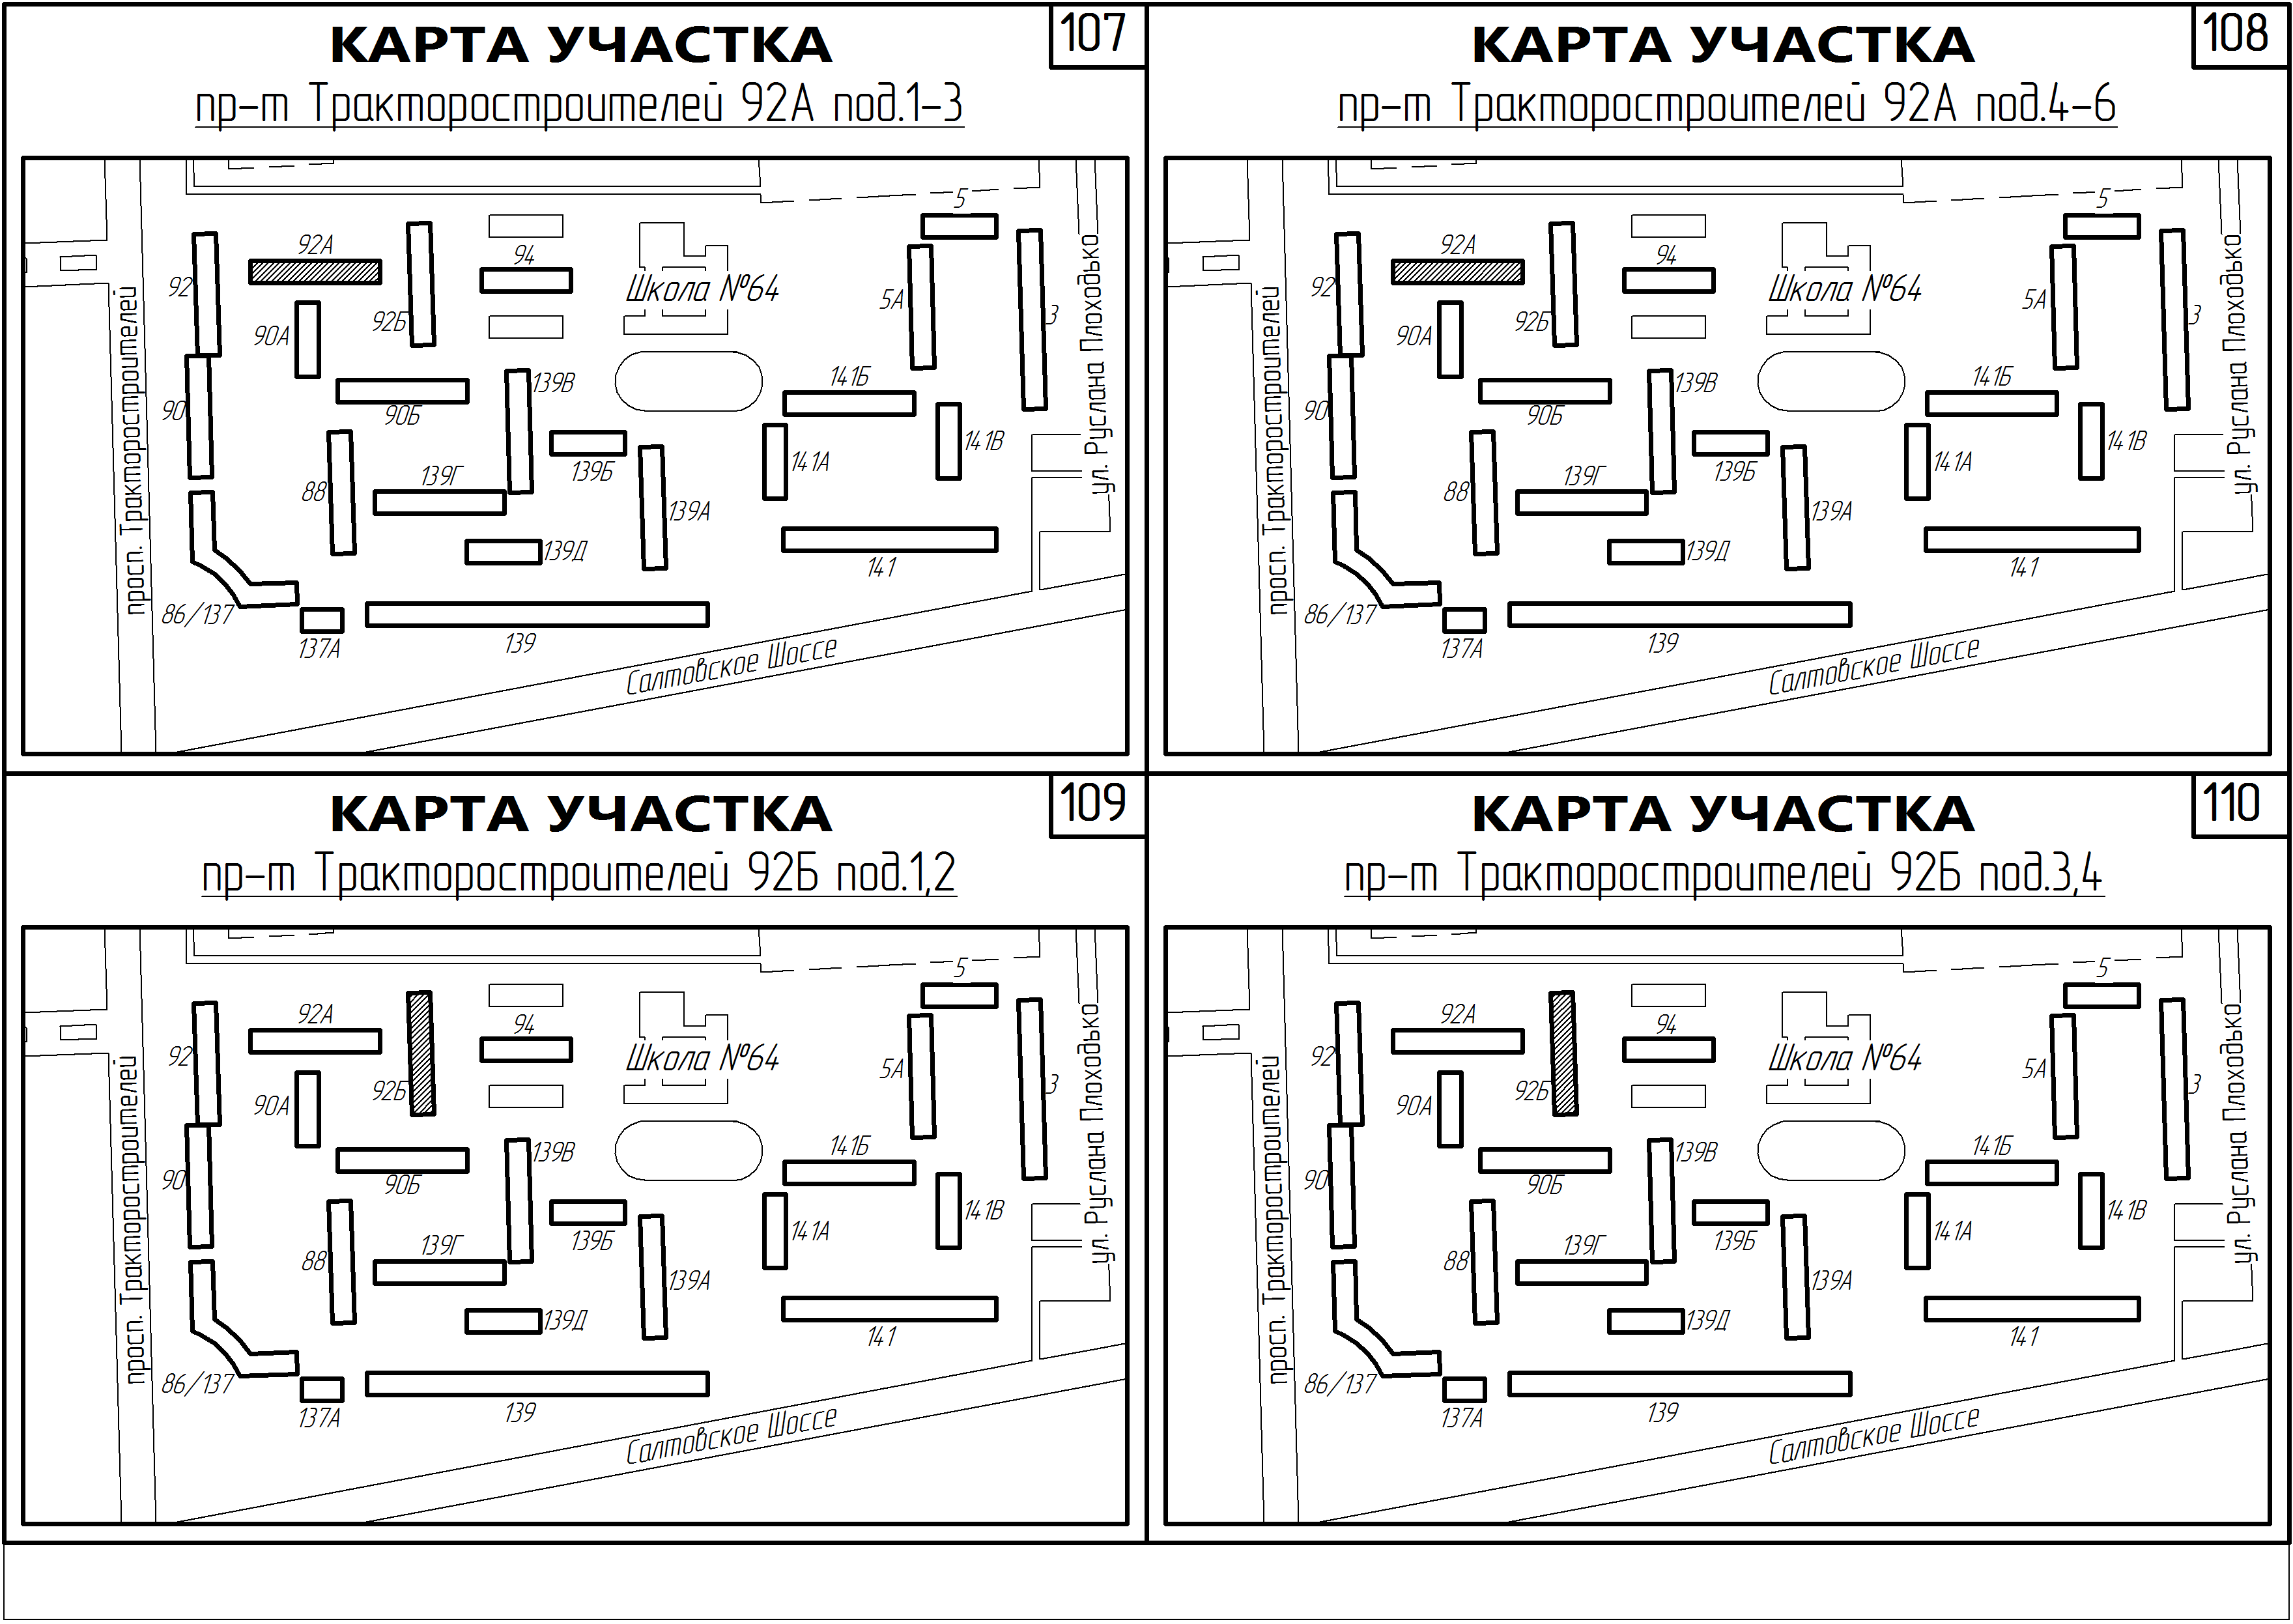 107
КАРТА УЧАСТКА
пр-т Тракторостроителей 92А под.1-3
5
92А
94
92
Школа №64
5А
3
92Б
90А
139В
141Б
90
90Б
141В
141А
139Г
139Б
88
139А
139Д
141
86/137
137А
139
Салтовское Шоссе
просп. Тракторостроителей
ул. Руслана Плоходько
108
КАРТА УЧАСТКА
пр-т Тракторостроителей 92А под.4-6
5
92А
94
92
Школа №64
5А
3
92Б
90А
139В
141Б
90
90Б
141В
141А
139Г
139Б
88
139А
139Д
141
86/137
137А
139
Салтовское Шоссе
просп. Тракторостроителей
ул. Руслана Плоходько
109
КАРТА УЧАСТКА
пр-т Тракторостроителей 92Б под.1,2
5
92А
94
92
Школа №64
5А
3
92Б
90А
139В
141Б
90
90Б
141В
141А
139Г
139Б
88
139А
139Д
141
86/137
137А
139
Салтовское Шоссе
просп. Тракторостроителей
ул. Руслана Плоходько
110
КАРТА УЧАСТКА
пр-т Тракторостроителей 92Б под.3,4
5
92А
94
92
Школа №64
5А
3
92Б
90А
139В
141Б
90
90Б
141В
141А
139Г
139Б
88
139А
139Д
141
86/137
137А
139
Салтовское Шоссе
просп. Тракторостроителей
ул. Руслана Плоходько